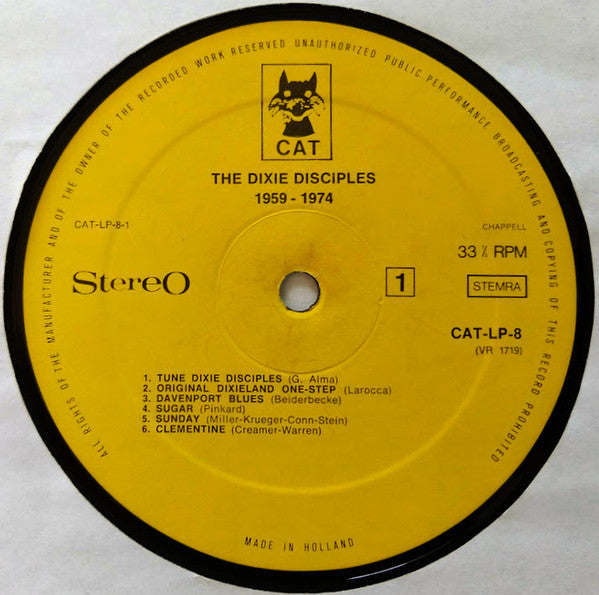 ALL RIGHTS OF THE MANUFACTURER AND OF THE OWNER OF THE RECORDED WORK RESERVED UNAUTHORIZED PUBLIC PERFORMANCE BROADCASTING AND COPYING OF THIS RECORD PROHIBITED
CAT
THE DIXIE DISCIPLES
1959 - 1974
CAT-LP-8-1
CHAPPELL
33 ⅓ RPM
Stereo
1
STEMRA
CAT-LP-8
(VR 1719)
1. TUNE DIXIE DISCIPLES (G. Alma)
2. ORIGINAL DIXIELAND ONE-STEP (Larocca)
3. DAVENPORT BLUES (Beiderbecke)
4. SUGAR (Pinkard)
5. SUNDAY (Miller-Krueger-Conn-Stein)
6. CLEMENTINE (Creamer-Warren)
MADE IN HOLLAND